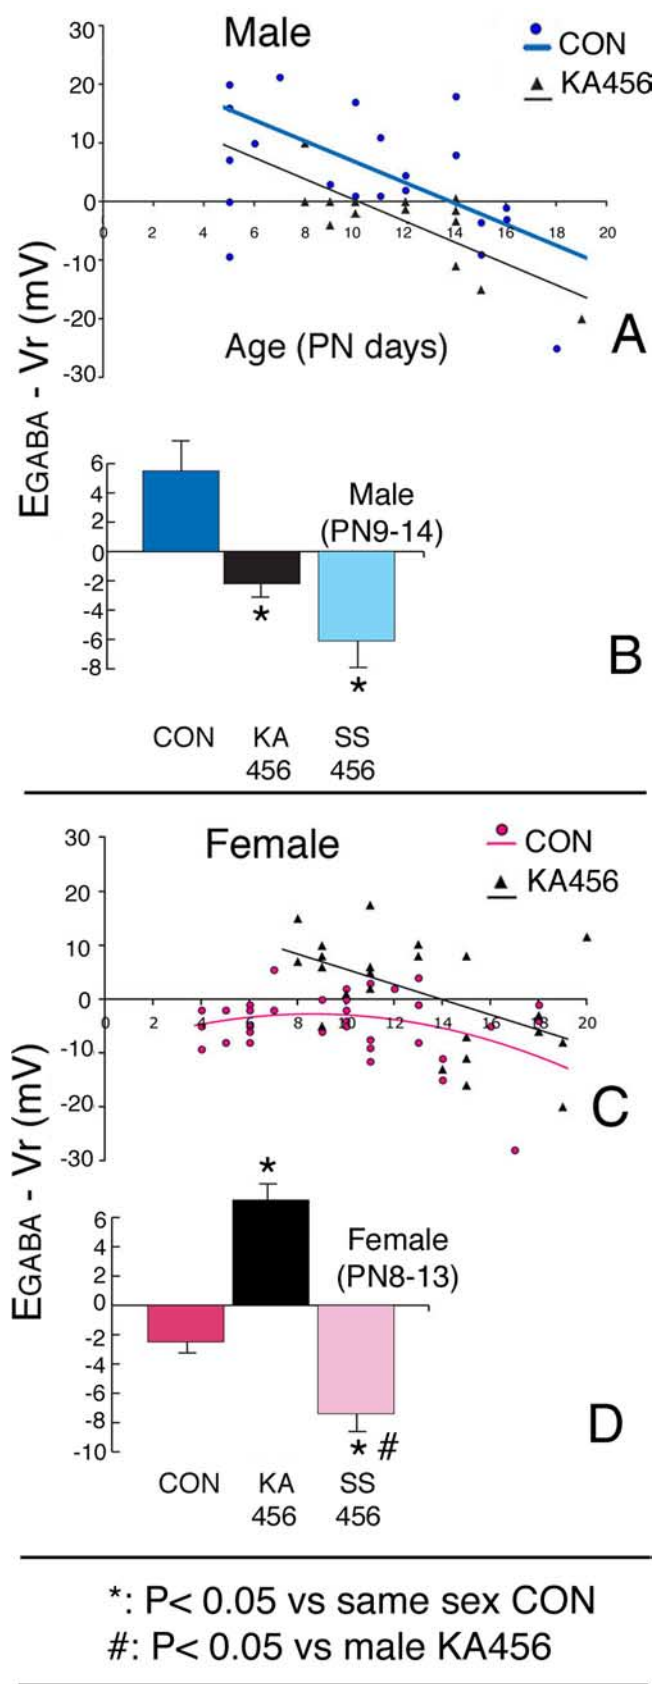 Male
CON
KA456
30
20
10
0
-10
-20
-30
0 2 4 6 8 10 12 14 16 20
Age (PN days)
A
EGABA - Vr (mV)
6
4
2
0
-2
-4
-6
-8
Male
(PN9-14)
*
*
B
CON KA SS
456 456
Female
CON
KA456
30
20
10
0
-10
-20
-30
0 2 4 6 8 10 12 14 16 18 20
C
EGABA - Vr (mV)
6
4
2
0
-2
-4
-6
-8
-10
*
Female
(PN8-13)
* #
D
CON KA SS
456 456
*: P< 0.05 vs same sex CON
#: P< 0.05 vs male KA456